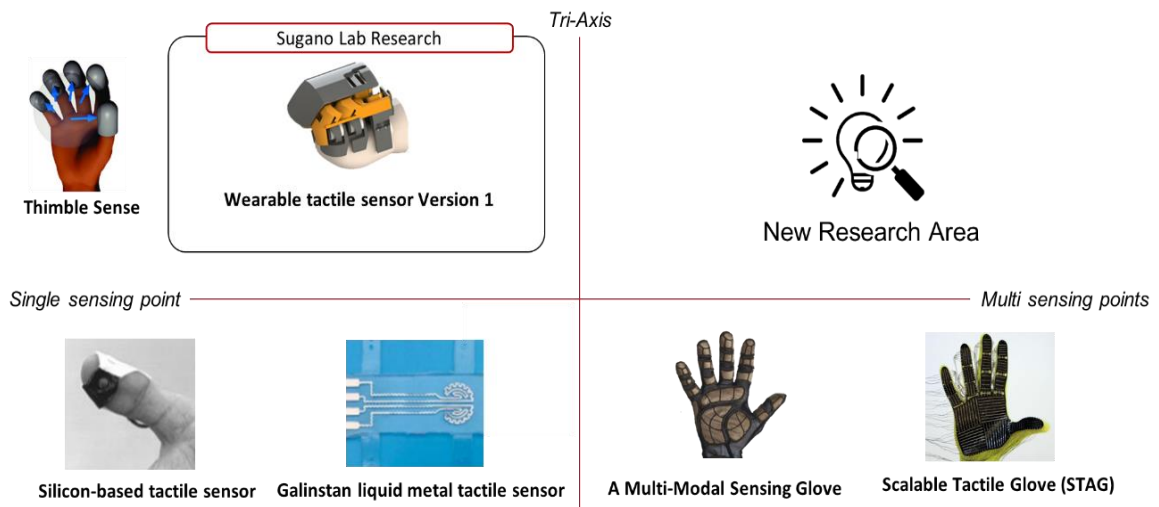 Tri-Axis
Sugano Lab Research
Thimble Sense
Wearable tactile sensor Version 1
New Research Area
Single sensing point
Multi sensing points
Silicon-based tactile sensor
Galinstan liquid metal tactile sensor
A Multi-Modal Sensing Glove
Scalable Tactile Glove (STAG)